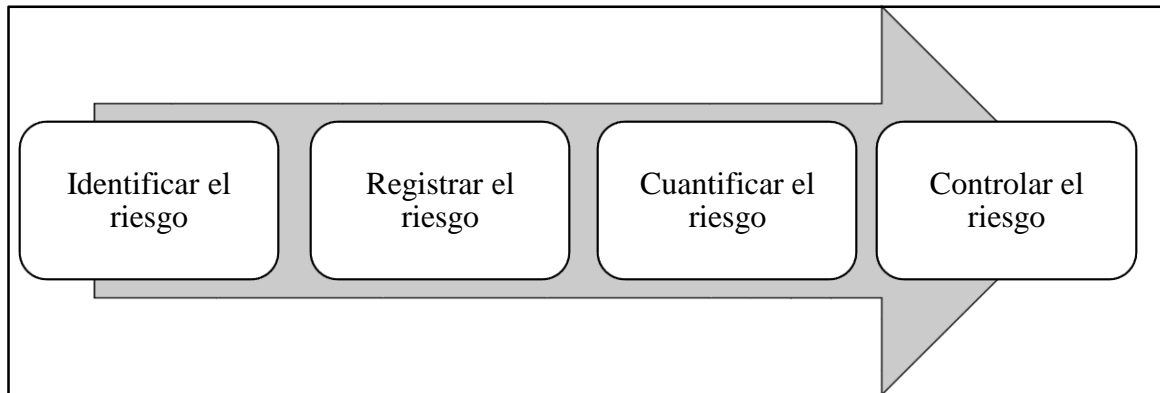 Identificar el
riesgo
Registrar el
riesgo
Cuantificar el
riesgo
Controlar el
riesgo